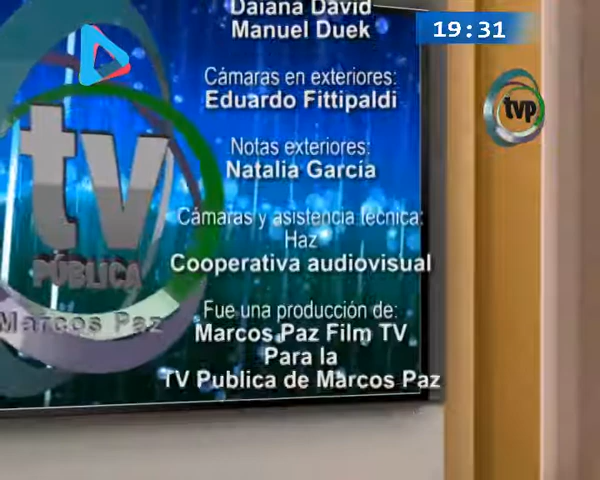 Daiana David
Manuel Duek
19:31
Cámaras en exteriores:
Eduardo Fittipaldi
tvp
Notas exteriores:
Natalia García
tv
PÚBLICA
Marcos Paz
Cámaras y asistencia técnica:
Haz
Cooperativa audiovisual
Fue una producción de:
Marcos Paz Film TV
Para la
TV Publica de Marcos Paz